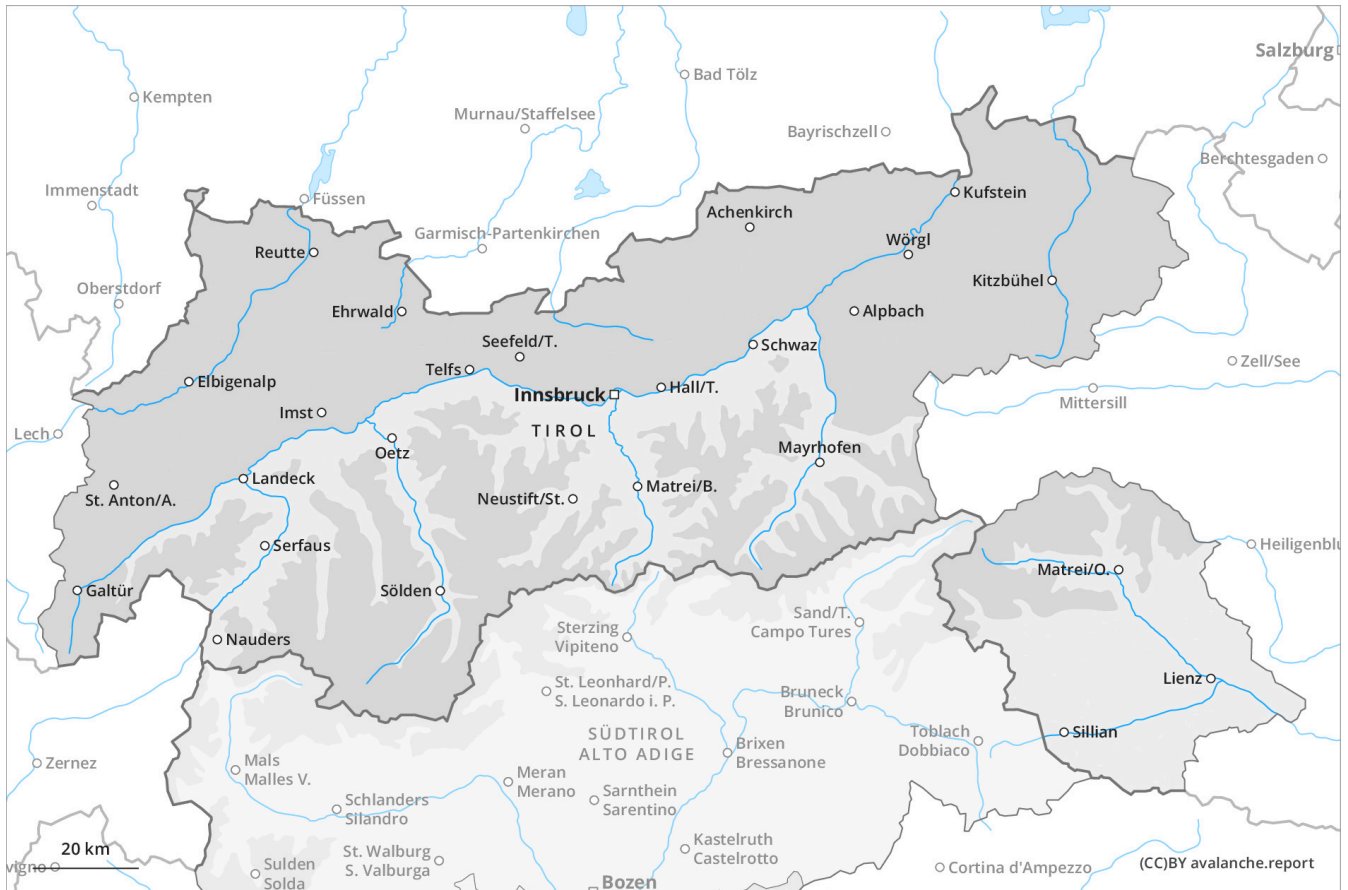 Salzburg
Bad Tölz
Kempten
Murnau/Staffelsee
Bayrischzell
Berchtesgaden
Immenstadt
Füssen
Kufstein
Achenkirch
Garmisch-Partenkirchen
Wörgl
Reutte
Kitzbühel
Oberstdorf
Ehrwald
Alpbach
Seefeld/T.
Schwaz
Zell/See
Telfs
Elbigenalp
Hall/T.
Innsbruck
Mittersill
Imst
TIROL
Lech
Oetz
Mayrhofen
Landeck
Matrei/B.
St. Anton/A.
Neustift/St.
Serfaus
Heiligenblu
Matrei/O.
Galtür
Sölden
Sand/T.
Campo Tures
Sterzing
Vipiteno
Nauders
Lienz
St. Leonhard/P.
S. Leonardo i. P.
Bruneck
Brunico
SÜDTIROL
ALTO ADIGE
Toblach
Dobbiaco
Sillian
Brixen
Bressanone
Mals
Malles V.
Zernez
Meran
Merano
Sarnthein
Sarentino
Schlanders
Silandro
20 km
Kastelruth
Castelrotto
St. Walburg
S. Valburga
vigno
Sulden
Solda
Cortina d'Ampezzo
(CC)BY avalanche.report
Bozen